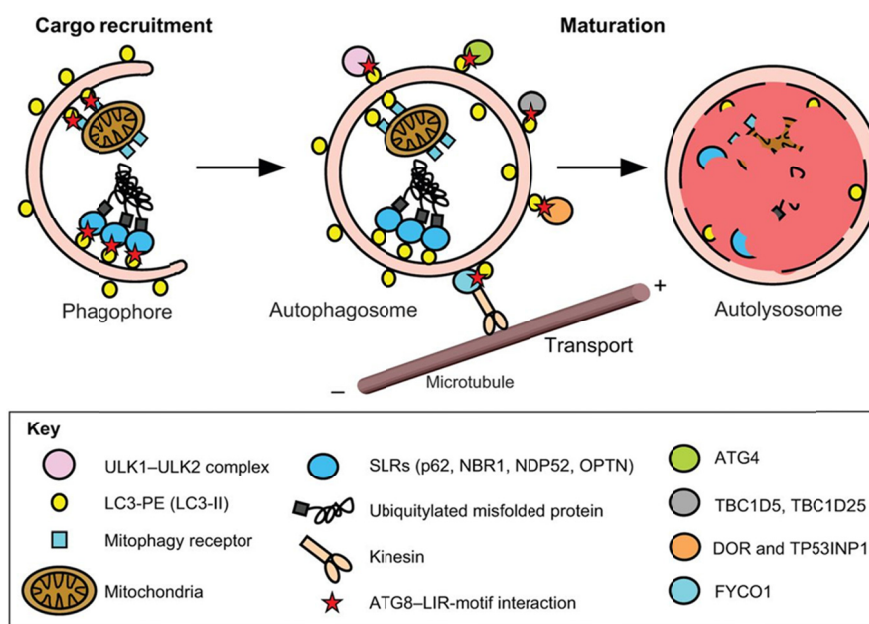 Cargo recruitment
Maturation
Phagophore
Autophagosome
Autolysosome
+
Transport
Microtubule
–
Key
ULK1–ULK2 complex
LC3-PE (LC3-II)
Mitophagy receptor
Mitochondria
SLRs (p62, NBR1, NDP52, OPTN)
Ubiquitylated misfolded protein
Kinesin
ATG8–LIR-motif interaction
ATG4
TBC1D5, TBC1D25
DOR and TP53INP1
FYCO1